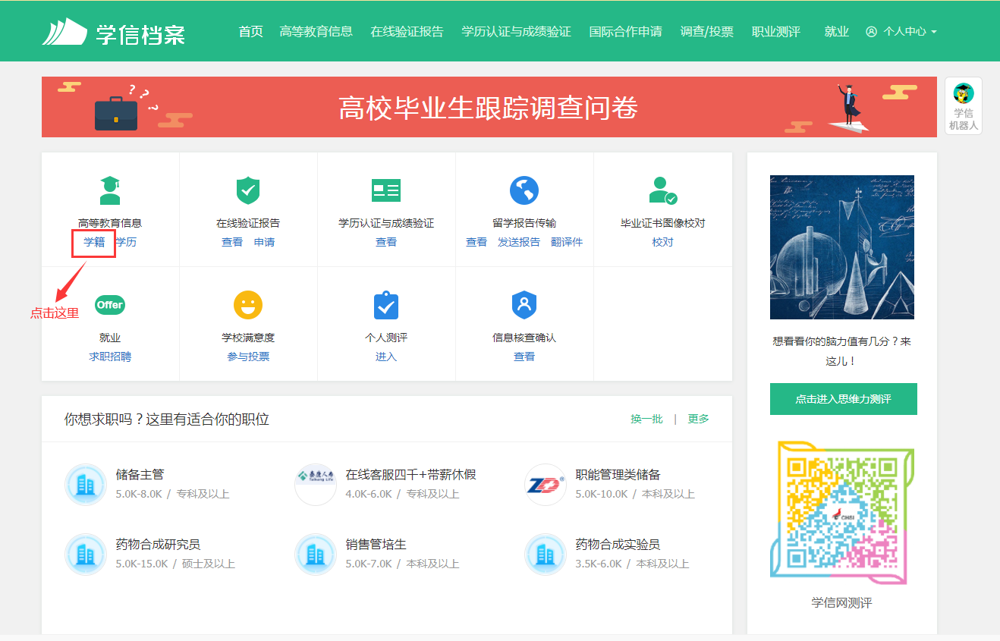 学信档案
首页 高等教育信息 在线验证报告 学历认证与成绩验证 国际合作申请 调查/投票 职业测评 就业 个人中心
高校毕业生跟踪调查问卷
? ? ?
学信
机器人
高等教育信息
学籍 学历
在线验证报告
查看 申请
学历认证与成绩验证
查看
留学报告传输
查看 发送报告 翻译件
毕业证书图像校对
校对
点击这里
Offer
就业
求职招聘
学校满意度
参与投票
个人测评
进入
信息核查确认
查看
想看看你的脑力值有几分？来
这儿！
点击进入思维力测评
CHSI
学信网测评
你想求职吗？这里有适合你的职位
换一批 | 更多
储备主管
5.0K-8.0K / 专科及以上
泰康人寿
Taikang Life
在线客服四千+带薪休假
4.0K-6.0K / 专科及以上
职能管理类储备
5.0K-10.0K / 本科及以上
药物合成研究员
5.0K-15.0K / 硕士及以上
销售管培生
5.0K-7.0K / 本科及以上
药物合成实验员
3.5K-6.0K / 本科及以上